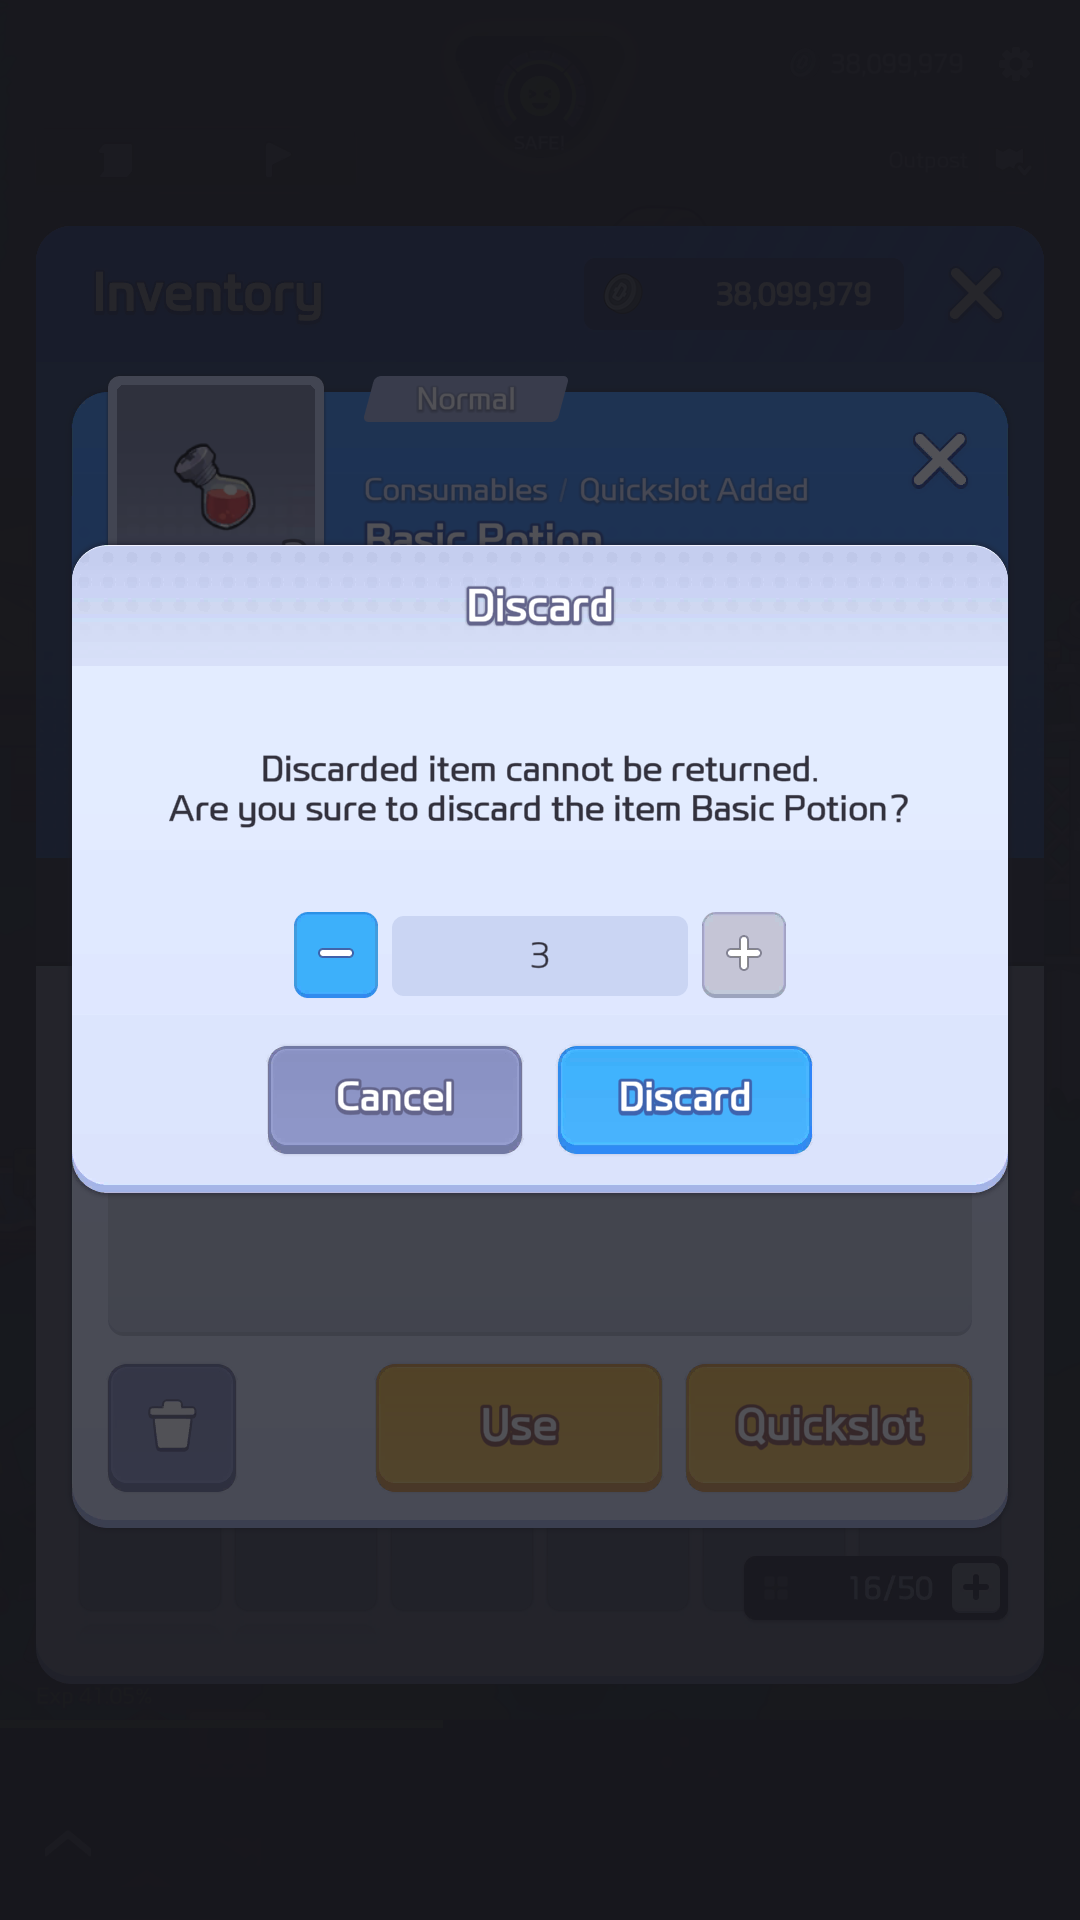 38,099,979
SAFE!
Outpost
Inventory
38,099,979
Normal
Consumables / Quickslot Added
Basic Potion
Discard
Discarded item cannot be returned.
Are you sure to discard the item Basic Potion?
3
Cancel
Discard
Use
Quickslot
16/50